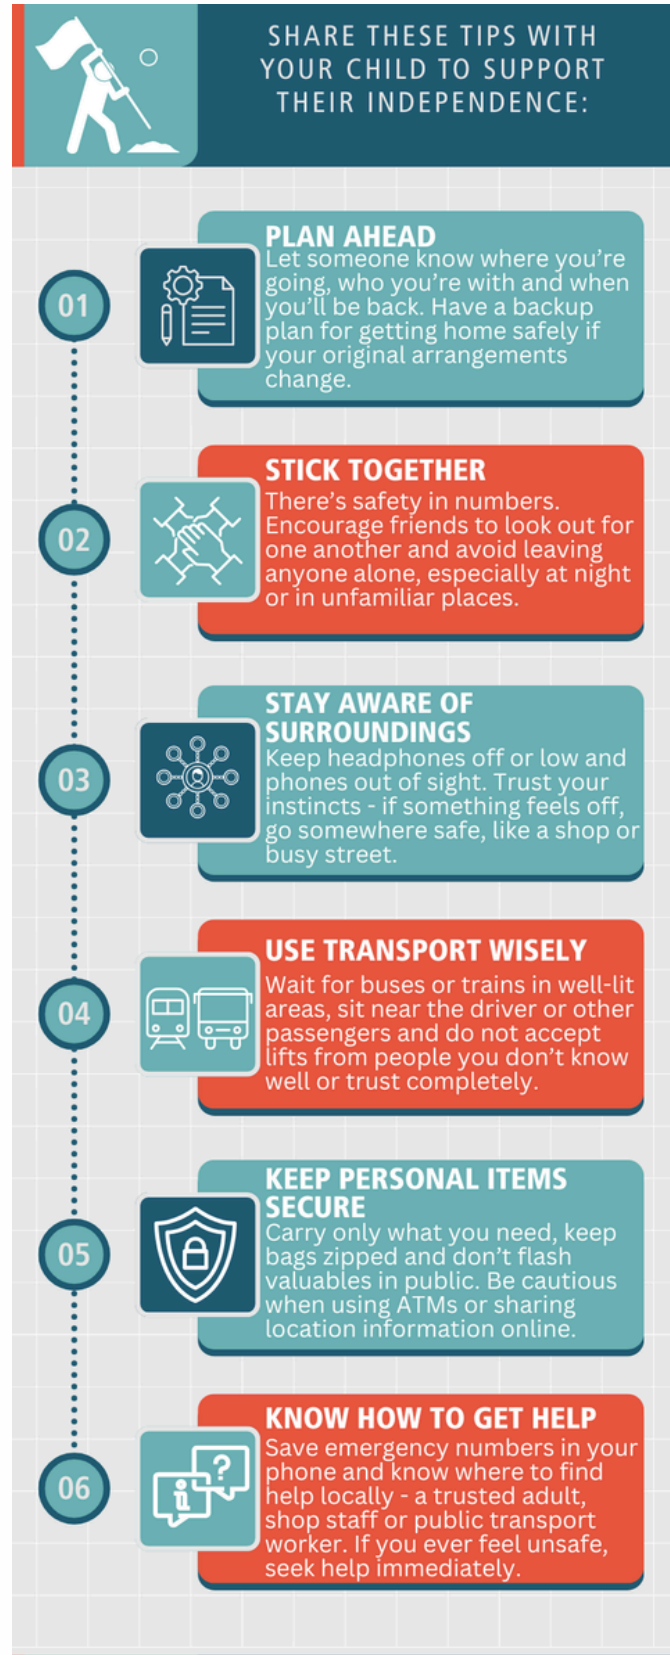 SHARE THESE TIPS WITH
YOUR CHILD TO SUPPORT
THEIR INDEPENDENCE:
01
PLAN AHEAD
Let someone know where you're
going, who you're with and when
you'll be back. Have a backup
plan for getting home safely if
your original arrangements
change.
02
STICK TOGETHER
There's safety in numbers.
Encourage friends to look out for
one another and avoid leaving
anyone alone, especially at night
or in unfamiliar places.
03
STAY AWARE OF
SURROUNDINGS
Keep headphones off or low and
phones out of sight. Trust your
instincts - if something feels off,
go somewhere safe, like a shop or
busy street.
04
USE TRANSPORT WISELY
Wait for buses or trains in well-lit
areas, sit near the driver or other
passengers and do not accept
lifts from people you don't know
well or trust completely.
05
KEEP PERSONAL ITEMS
SECURE
Carry only what you need, keep
bags zipped and don't flash
valuables in public. Be cautious
when using ATMs or sharing
location information online.
06
KNOW HOW TO GET HELP
Save emergency numbers in your
phone and know where to find
help locally - a trusted adult,
shop staff or public transport
worker. If you ever feel unsafe,
seek help immediately.